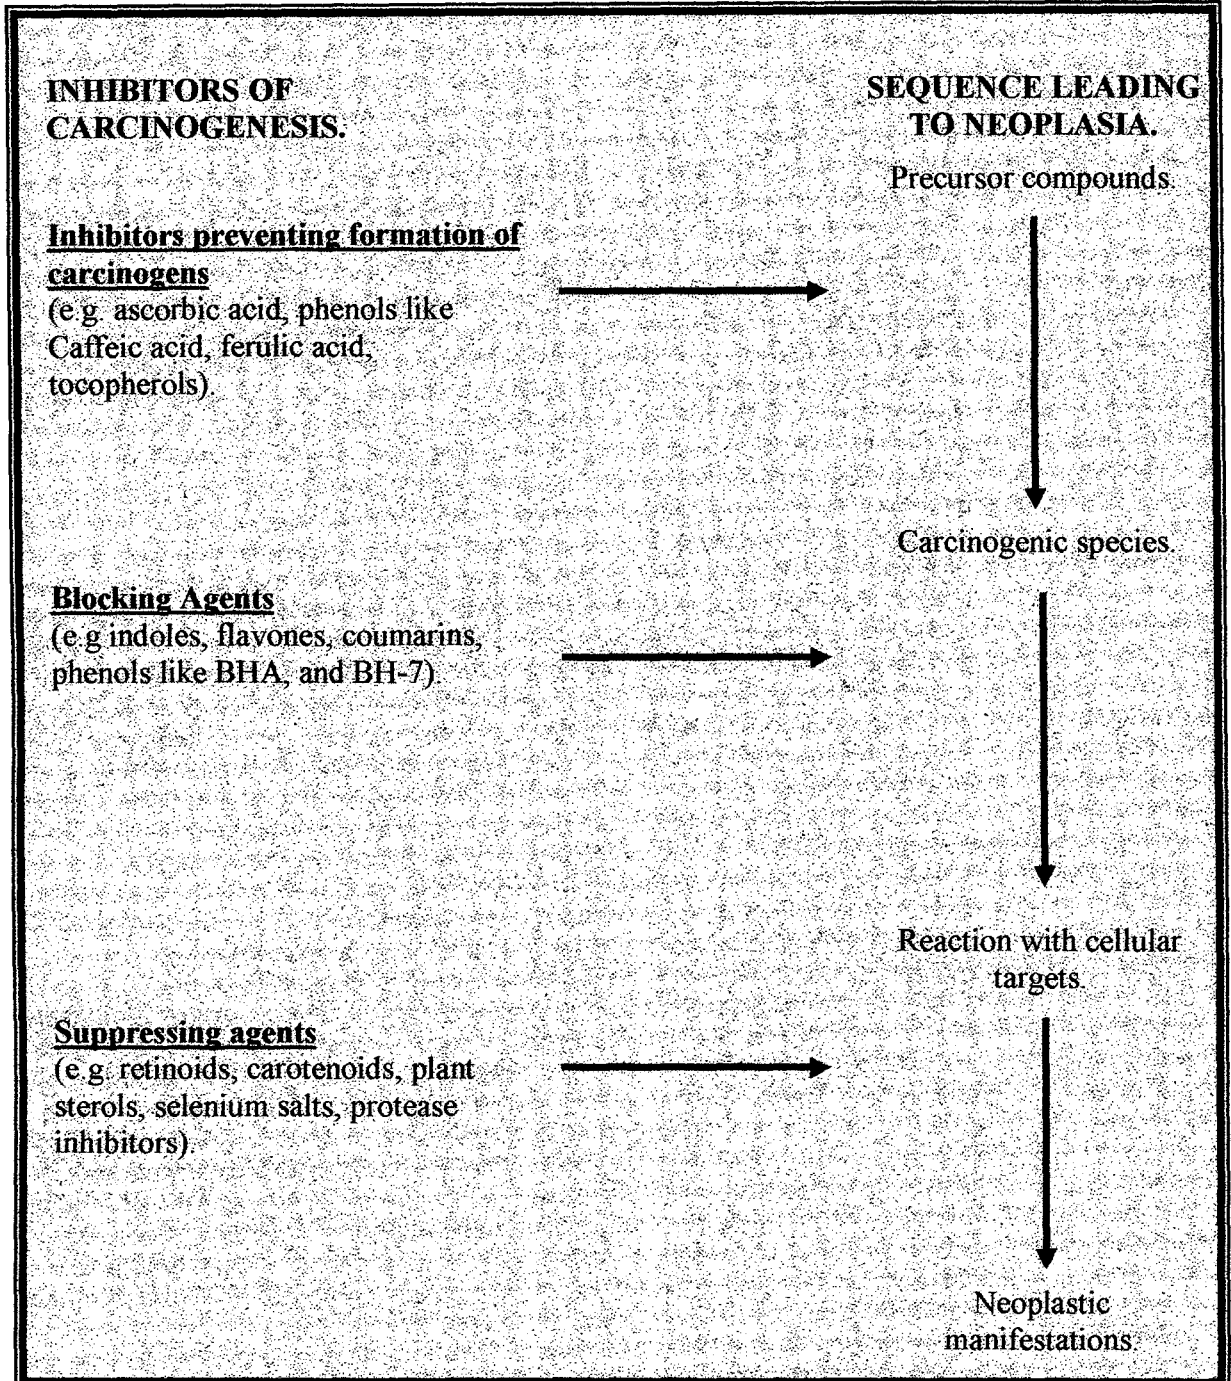 INHIBITORS OF
CARCINOGENESIS.
SEQUENCE LEADING
TO NEOPLASIA.
Precursor compounds.
Inhibitors preventing formation of
carcinogens
(e.g. ascorbic acid, phenols like
Caffeic acid, ferulic acid,
tocopherols).
Carcinogenic species.
Blocking Agents
(e.g indoles, flavones, coumarins,
phenols like BHA, and BH-7).
Reaction with cellular
targets.
Suppressing agents
(e.g. retinoids, carotenoids, plant
sterols, selenium salts, protease
inhibitors).
Neoplastic
manifestations.